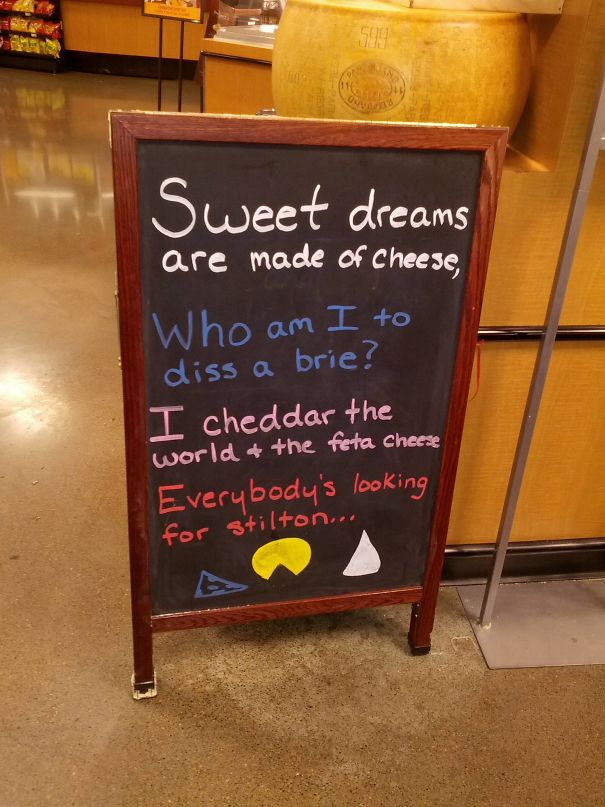 Sweet dreams
are made of cheese,
Who am I to
diss a brie?
I cheddar the
world & the feta cheese
Everybody's looking
for stilton...